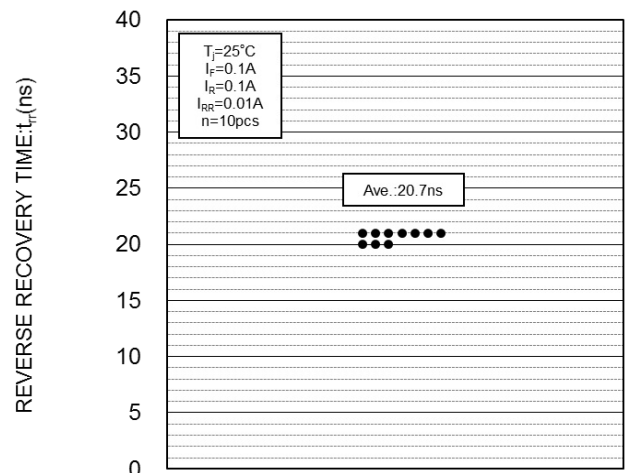 REVERSE RECOVERY TIME:trr(ns)
40
35
30
25
20
15
10
5
0
Tj=25°C
IF=0.1A
IR=0.1A
IRR=0.01A
n=10pcs
Ave.:20.7ns